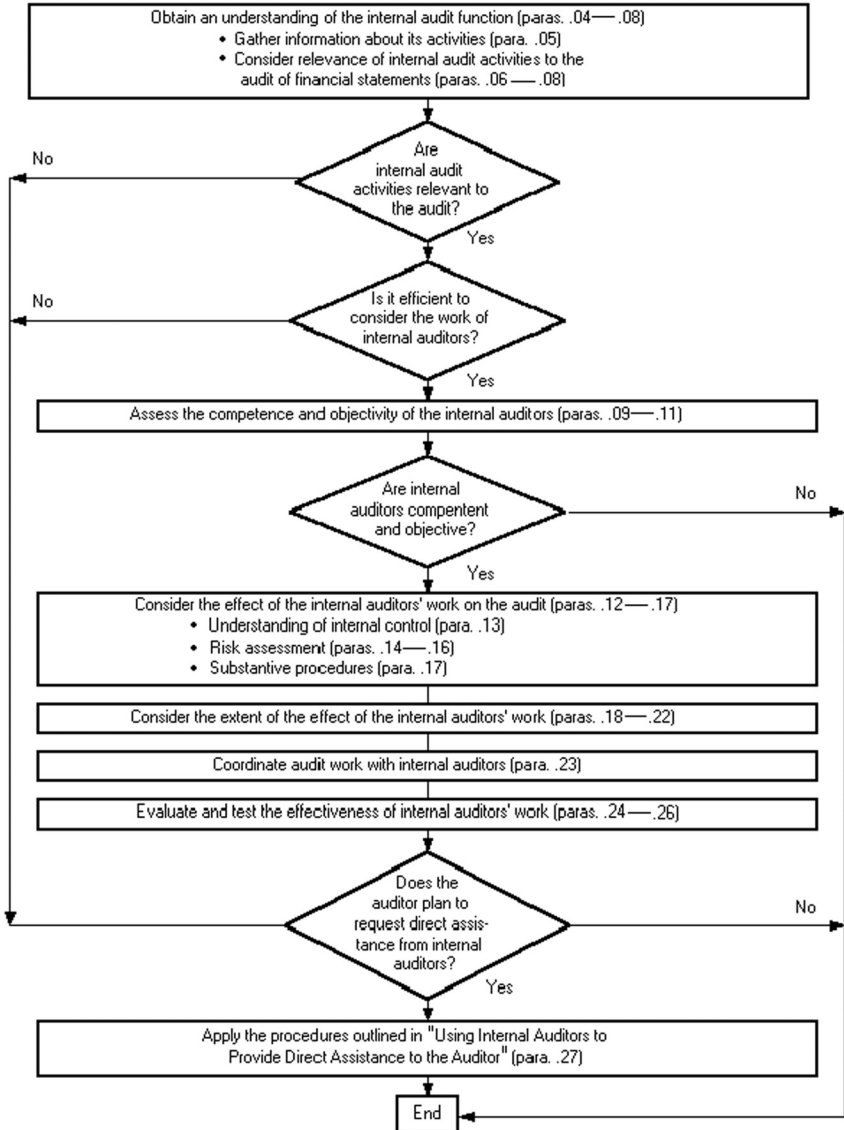 Obtain an understanding of the internal audit function (paras. .04—.08)
• Gather information about its activities (para. .05)
• Consider relevance of internal audit activities to the
audit of financial statements (paras. .06 —.08)
Are
internal audit
activities relevant to
the audit?
No
Yes
Is it efficient to
consider the work of
internal auditors?
No
Yes
Assess the competence and objectivity of the internal auditors (paras. .09—.11)
Are internal
auditors compentent
and objective?
No
Yes
Consider the effect of the internal auditors' work on the audit (paras. .12—.17)
• Understanding of internal control (para. .13)
• Risk assessment (paras. .14—.16)
• Substantive procedures (para. .17)
Consider the extent of the effect of the internal auditors' work (paras. .18—.22)
Coordinate audit work with internal auditors (para. .23)
Evaluate and test the effectiveness of internal auditors' work (paras. .24—.26)
Does the
auditor plan to
request direct assis-
tance from internal
auditors?
No
Yes
Apply the procedures outlined in "Using Internal Auditors to
Provide Direct Assistance to the Auditor" (para. .27)
End